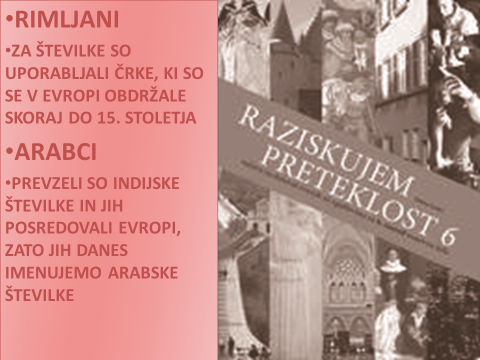 •RIMLJANI
•ZA ŠTEVILKE SO
UPORABLJALI ČRKE, KI SO
SE V EVROPI OBDRŽALE
SKORAJ DO 15. STOLETJA
•ARABCI
•PREVZELI SO INDIJSKE
ŠTEVILKE IN JIH
POSREDOVALI EVROPI,
ZATO JIH DANES
IMENUJEMO ARABSKE
ŠTEVILKE
RAZISKUJEM
PRETEKLOST 6